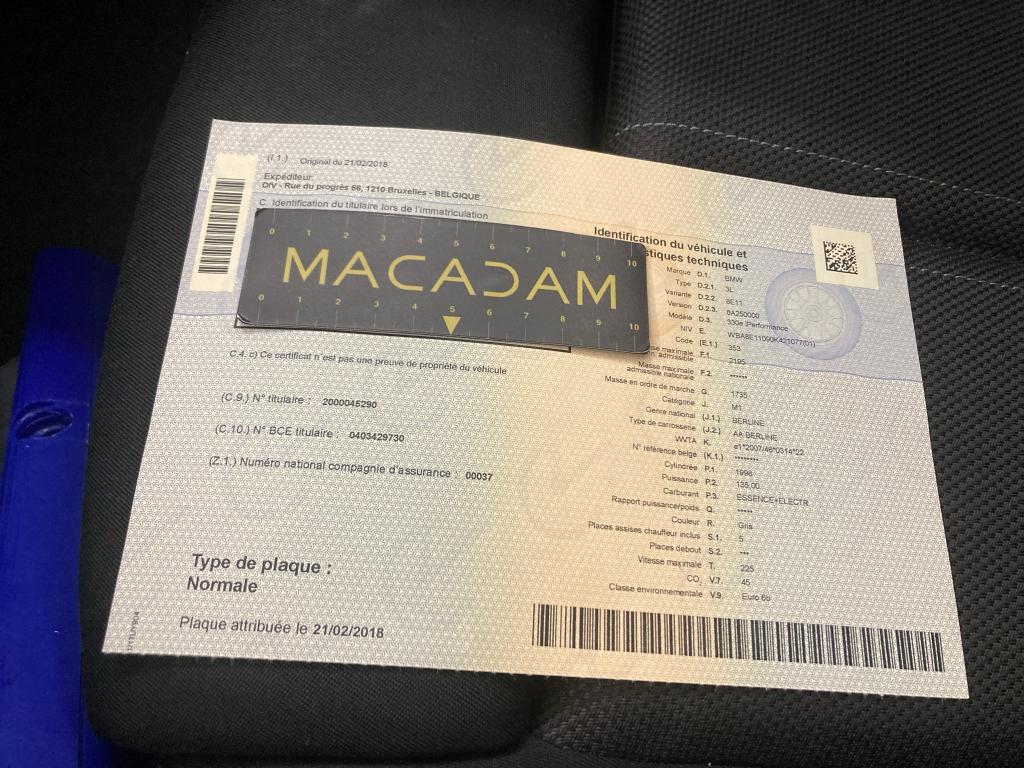 (I.1.) Original du 21/02/2018
Expéditeur:
DIV - Rue du progrès 56, 1210 Bruxelles - BELGIQUE
C. Identification du titulaire lors de l'immatriculation
0 1 2 3 4 5 6 7 8 9 10
MACADAM
0 1 2 3 4 5 6 7 8 9 10
C.4. c) Ce certificat n'est pas une preuve de propriété du véhicule
(C.9.) N° titulaire : 2000045290
(C.10.) N° BCE titulaire : 0403429730
(Z.1.) Numéro national compagnie d'assurance : 00037
Type de plaque :
Normale
Plaque attribuée le 21/02/2018
Identification du véhicule et
stiques techniques
Marque D.1. BMW
Type D.2.1. 3L
Variante D.2.2. 8E11
Version D.2.3. 6A250000
Modèle D.3. 330e iPerformance
NIV E. WBA8E11090K421077(01)
Code (E.1.) 353
sse maximale
n. admissible F.1. 2195
Masse maximale
admissible nationale F.2. ••••••
Masse en ordre de marche G. 1735
Catégorie J. M1
Genre national (J.1.) BERLINE
Type de carrosserie (J.2.) AA BERLINE
WVTA K. e1*2007/46*0314*22
N° référence belge (K.1.) ••••••••
Cylindrée P.1. 1998
Puissance P.2. 135,00
Carburant P.3. ESSENCE+ELECTR
Rapport puissance/poids Q. •••••
Couleur R. Gris
Places assises chauffeur inclus S.1. 5
Places debout S.2. •••
Vitesse maximale T. 225
CO₂ V.7. 45
Classe environnementale V.9. Euro 6b